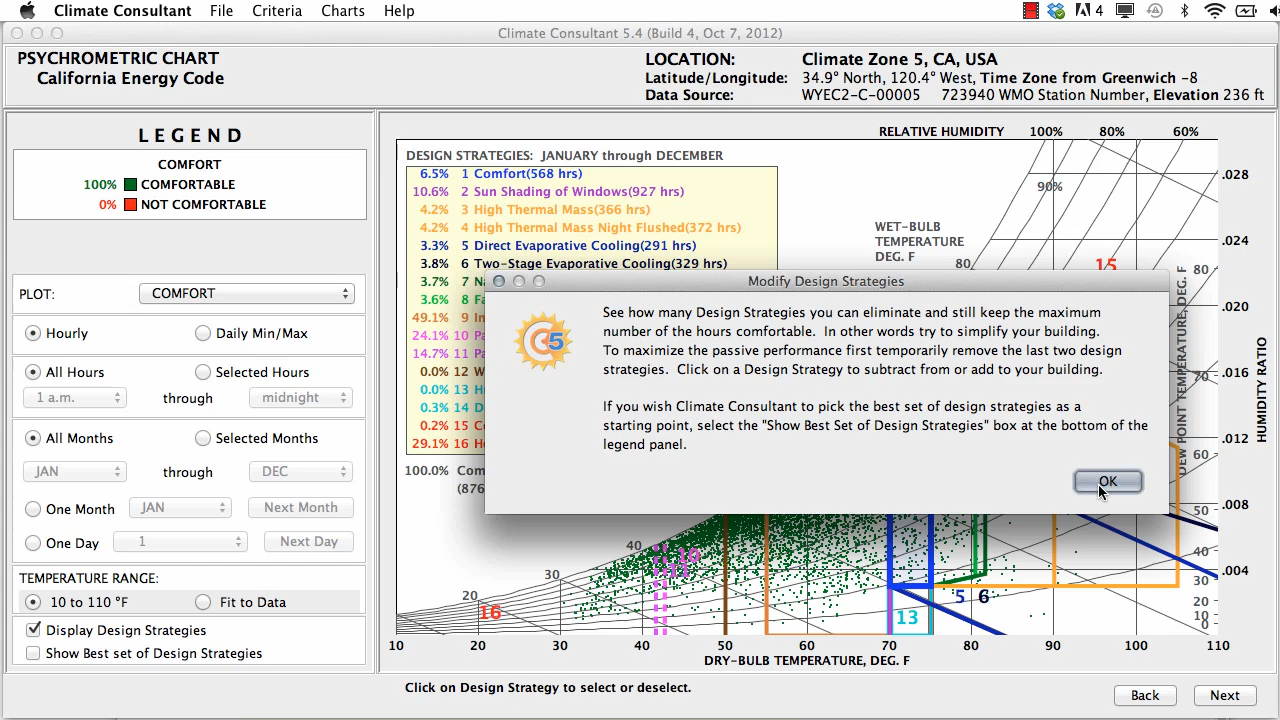 Climate Consultant File Criteria Charts Help
4
Climate Consultant 5.4 (Build 4, Oct 7, 2012)
PSYCHROMETRIC CHART
California Energy Code
LOCATION: Climate Zone 5, CA, USA
Latitude/Longitude: 34.9° North, 120.4° West, Time Zone from Greenwich -8
Data Source: WYEC2-C-00005 723940 WMO Station Number, Elevation 236 ft
LEGEND
COMFORT
100% COMFORTABLE
0% NOT COMFORTABLE
PLOT: COMFORT
Hourly Daily Min/Max
All Hours Selected Hours
1 a.m. through midnight
All Months Selected Months
JAN through DEC
One Month JAN Next Month
One Day 1 Next Day
TEMPERATURE RANGE:
10 to 110 °F Fit to Data
Display Design Strategies
Show Best set of Design Strategies
RELATIVE HUMIDITY 100% 80% 60%
DESIGN STRATEGIES: JANUARY through DECEMBER
6.5% 1 Comfort(568 hrs)
10.6% 2 Sun Shading of Windows(927 hrs)
4.2% 3 High Thermal Mass(366 hrs)
4.2% 4 High Thermal Mass Night Flushed(372 hrs)
3.3% 5 Direct Evaporative Cooling(291 hrs)
3.8% 6 Two-Stage Evaporative Cooling(329 hrs)
3.7% 7
3.6% 8
49.1% 9
24.1% 10
14.7% 11
0.0% 12
0.0% 13
0.3% 14
0.2% 15
29.1% 16
100.0% Com
(876
90%
WET-BULB
TEMPERATURE
DEG. F
80
15
.028
.024
.020
.016
.012
.008
.004
80
70
60
50
40
30
20
10
0
DEW POINT TEMPERATURE, DEG. F
HUMIDITY RATIO
Modify Design Strategies
See how many Design Strategies you can eliminate and still keep the maximum
number of the hours comfortable. In other words try to simplify your building.
To maximize the passive performance first temporarily remove the last two design
strategies. Click on a Design Strategy to subtract from or add to your building.
If you wish Climate Consultant to pick the best set of design strategies as a
starting point, select the "Show Best Set of Design Strategies" box at the bottom of the
legend panel.
OK
5
40
30
20
10
11
16
13
5 6
10 20 30 40 50 60 70 80 90 100 110
DRY-BULB TEMPERATURE, DEG. F
Click on Design Strategy to select or deselect.
Back Next